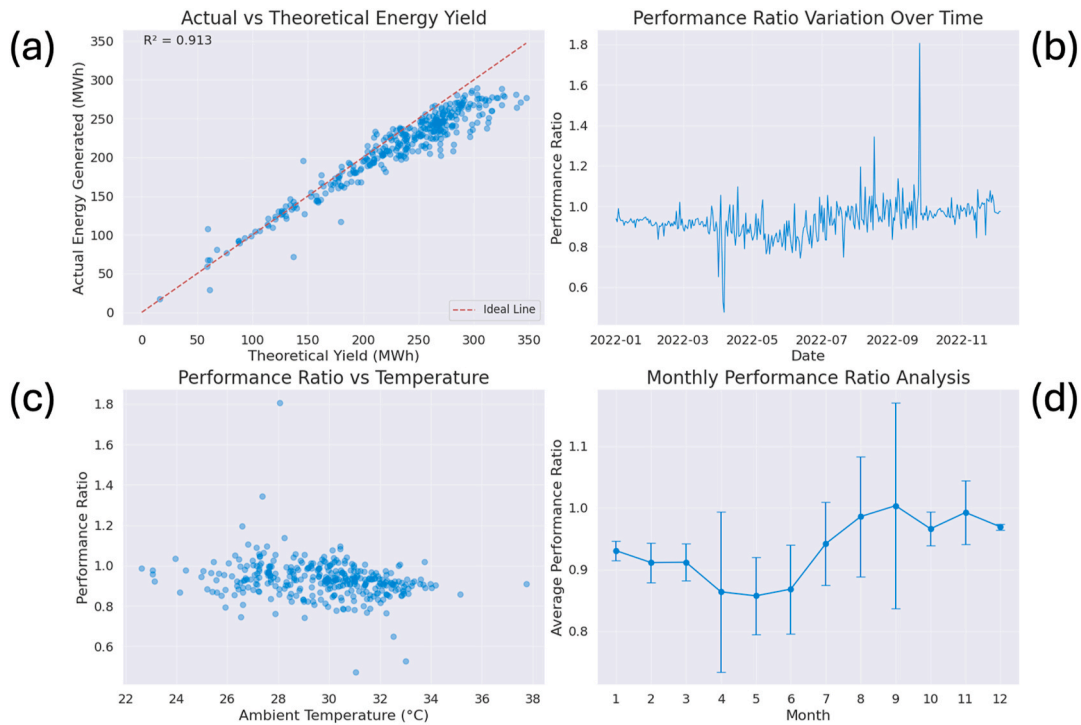 (a)
Actual vs Theoretical Energy Yield
R² = 0.913
Actual Energy Generated (MWh)
350
300
250
200
150
100
50
0
Ideal Line
0 50 100 150 200 250 300 350
Theoretical Yield (MWh)
Performance Ratio Variation Over Time
(b)
Performance Ratio
1.8
1.6
1.4
1.2
1.0
0.8
0.6
2022-01 2022-03 2022-05 2022-07 2022-09 2022-11
Date
(c)
Performance Ratio vs Temperature
Performance Ratio
1.8
1.6
1.4
1.2
1.0
0.8
0.6
22 24 26 28 30 32 34 36 38
Ambient Temperature (°C)
Monthly Performance Ratio Analysis
(d)
Average Performance Ratio
1.1
1.0
0.9
0.8
1 2 3 4 5 6 7 8 9 10 11 12
Month